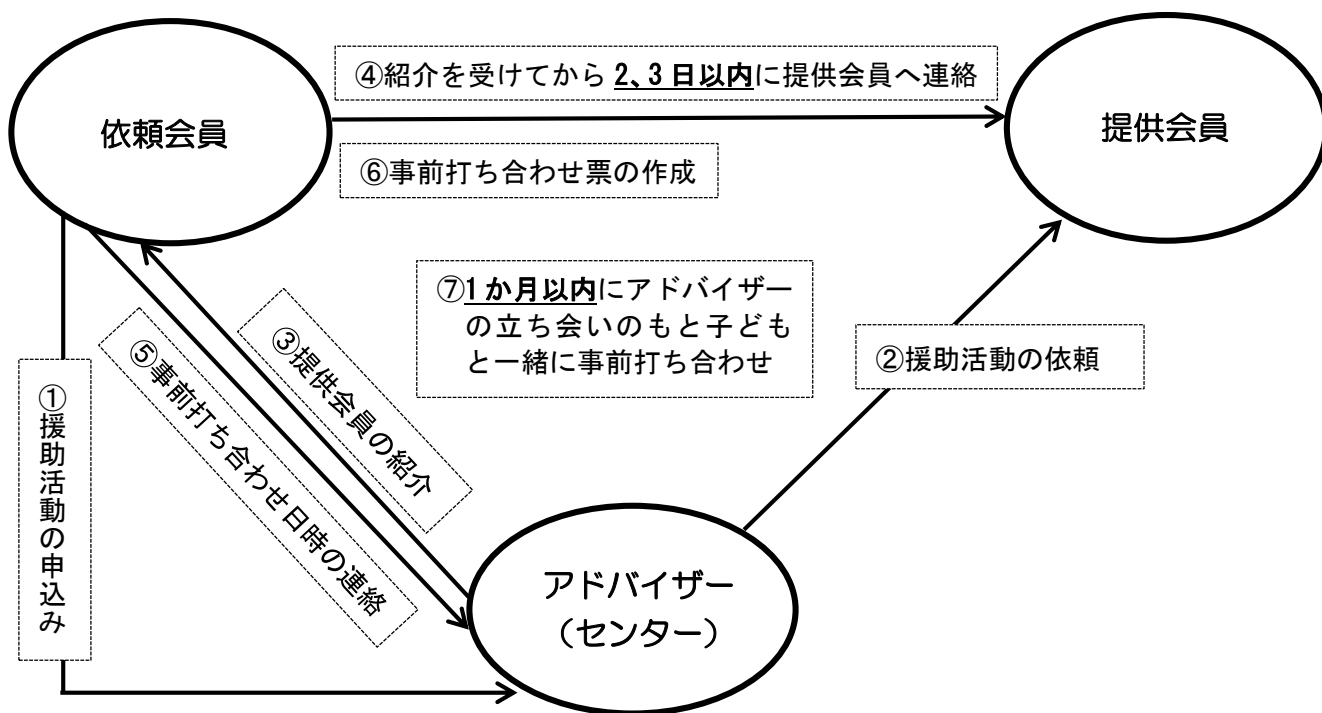 ④紹介を受けてから 2、3 日以内に提供会員へ連絡
依頼会員
提供会員
⑥事前打ち合わせ票の作成
⑦1 か月以内にアドバイザー
の立ち会いのもと子ども
と一緒に事前打ち合わせ
②援助活動の依頼
③提供会員の紹介
⑤事前打ち合わせ日時の連絡
①援助活動の申込み
アドバイザー
（センター）